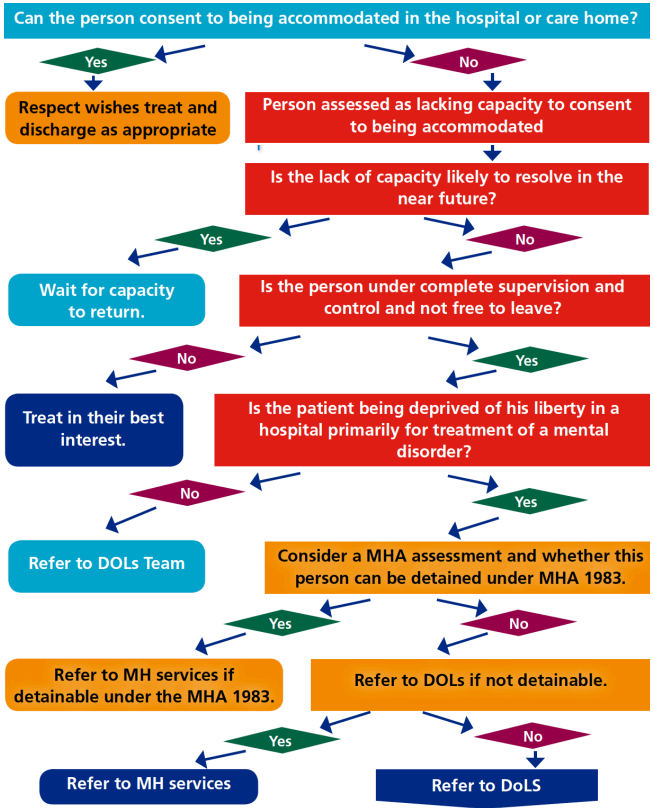 Can the person consent to being accommodated in the hospital or care home?
Yes
No
Respect wishes treat and
discharge as appropriate
Person assessed as lacking capacity to consent
to being accommodated
Is the lack of capacity likely to resolve in the
near future?
Yes
No
Wait for capacity
to return.
Is the person under complete supervision and
control and not free to leave?
No
Yes
Treat in their best
interest.
Is the patient being deprived of his liberty in a
hospital primarily for treatment of a mental
disorder?
No
Yes
Refer to DOLs Team
Consider a MHA assessment and whether this
person can be detained under MHA 1983.
Yes
No
Refer to MH services if
detainable under the MHA 1983.
Refer to DOLs if not detainable.
Yes
No
Refer to MH services
Refer to DoLS